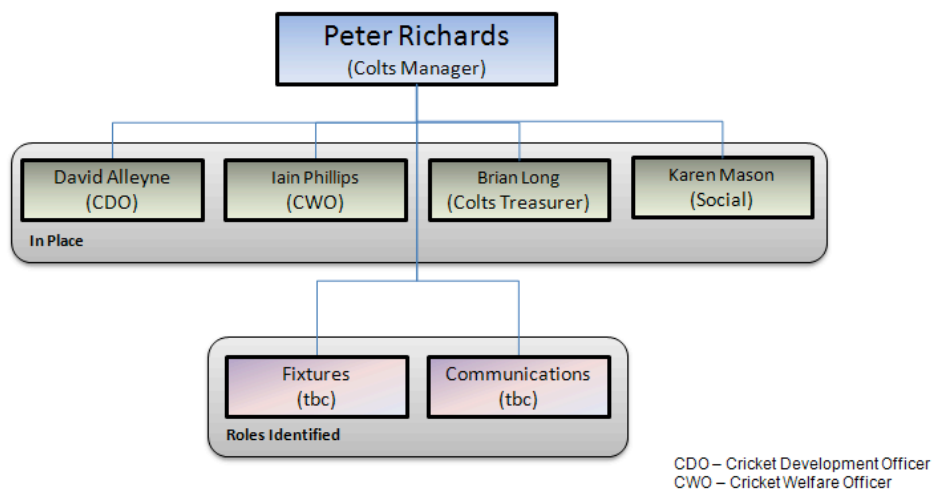 Peter Richards
(Colts Manager)
David Alleyne
(CDO)
Iain Phillips
(CWO)
Brian Long
(Colts Treasurer)
Karen Mason
(Social)
In Place
Fixtures
(tbc)
Communications
(tbc)
Roles Identified
CDO – Cricket Development Officer
CWO – Cricket Welfare Officer